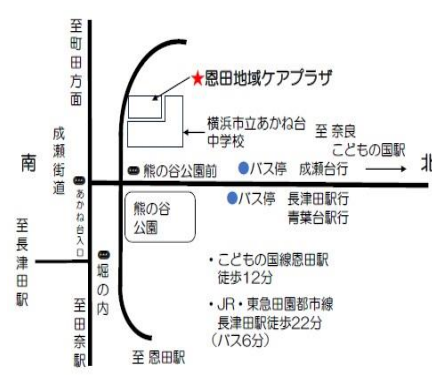 至町田方面
★恩田地域ケアプラザ
横浜市立あかね台
中学校
至 奈良
こどもの国駅
成瀬街道
南
北
熊の谷公園前
バス停 成瀬台行
バス停 長津田駅行
青葉台駅行
あかね台入口
熊の谷
公園
至長津田駅
堀の内
至田奈駅
至 恩田駅
・こどもの国線恩田駅
徒歩12分
・JR・東急田園都市線
長津田駅徒歩22分
(バス6分)